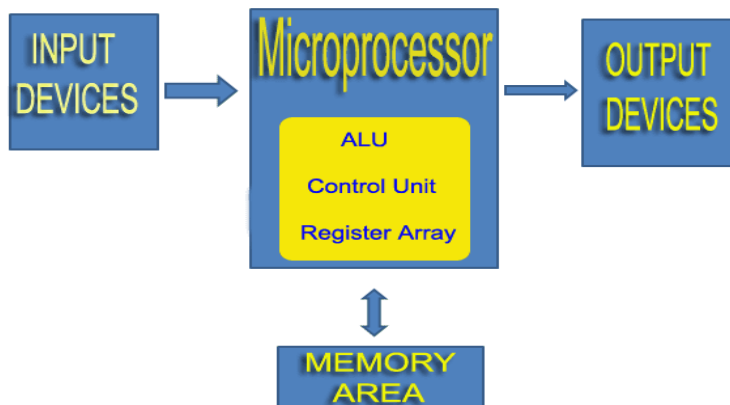 INPUT
DEVICES
Microprocessor
ALU
Control Unit
Register Array
OUTPUT
DEVICES
MEMORY
AREA